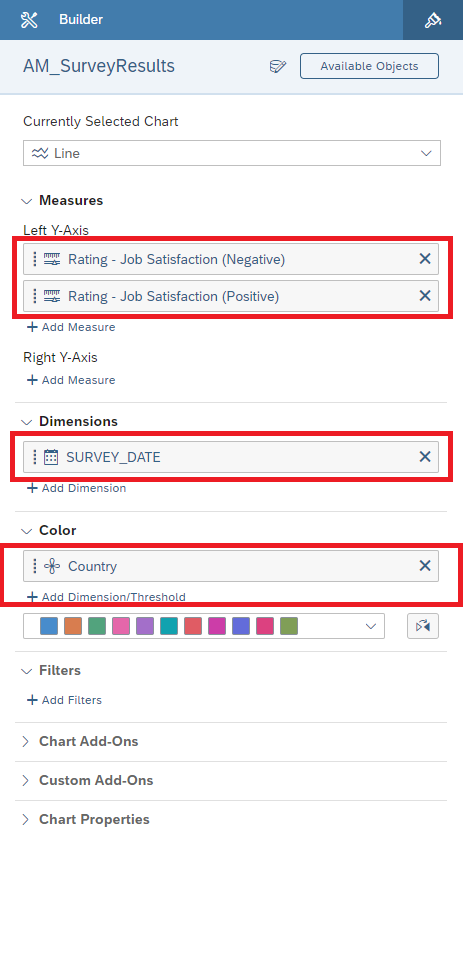 Builder
AM_SurveyResults
Available Objects
Currently Selected Chart
Line
Measures
Left Y-Axis
Rating - Job Satisfaction (Negative)
Rating - Job Satisfaction (Positive)
+ Add Measure
Right Y-Axis
+ Add Measure
Dimensions
SURVEY_DATE
+ Add Dimension
Color
Country
+ Add Dimension/Threshold
Filters
+ Add Filters
Chart Add-Ons
Custom Add-Ons
Chart Properties